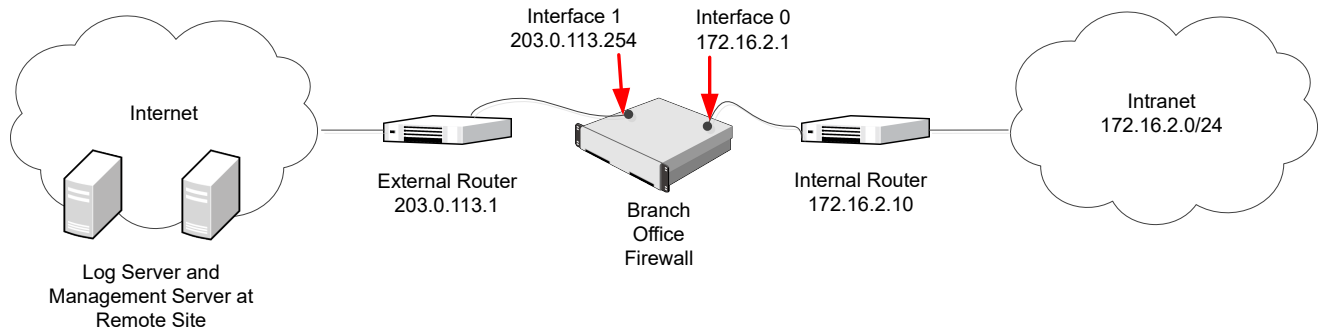 Interface 1
203.0.113.254
Interface 0
172.16.2.1
Internet
Intranet
172.16.2.0/24
External Router
203.0.113.1
Internal Router
172.16.2.10
Branch
Office
Firewall
Log Server and
Management Server at
Remote Site